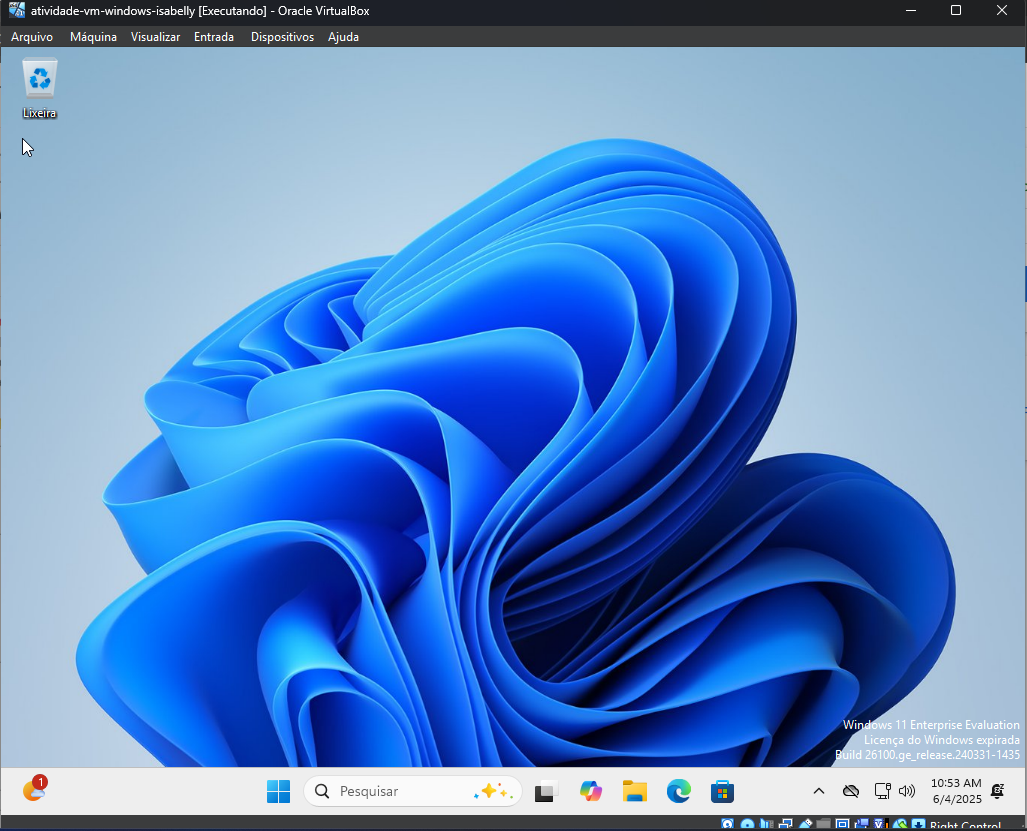 atividade-vm-windows-isabelly [Executando] - Oracle VirtualBox
Arquivo Máquina Visualizar Entrada Dispositivos Ajuda
Lixeira
Windows 11 Enterprise Evaluation
Licença do Windows expirada
Build 26100.ge_release.240331-1435
1
Pesquisar
10:53 AM
6/4/2025
Right Control